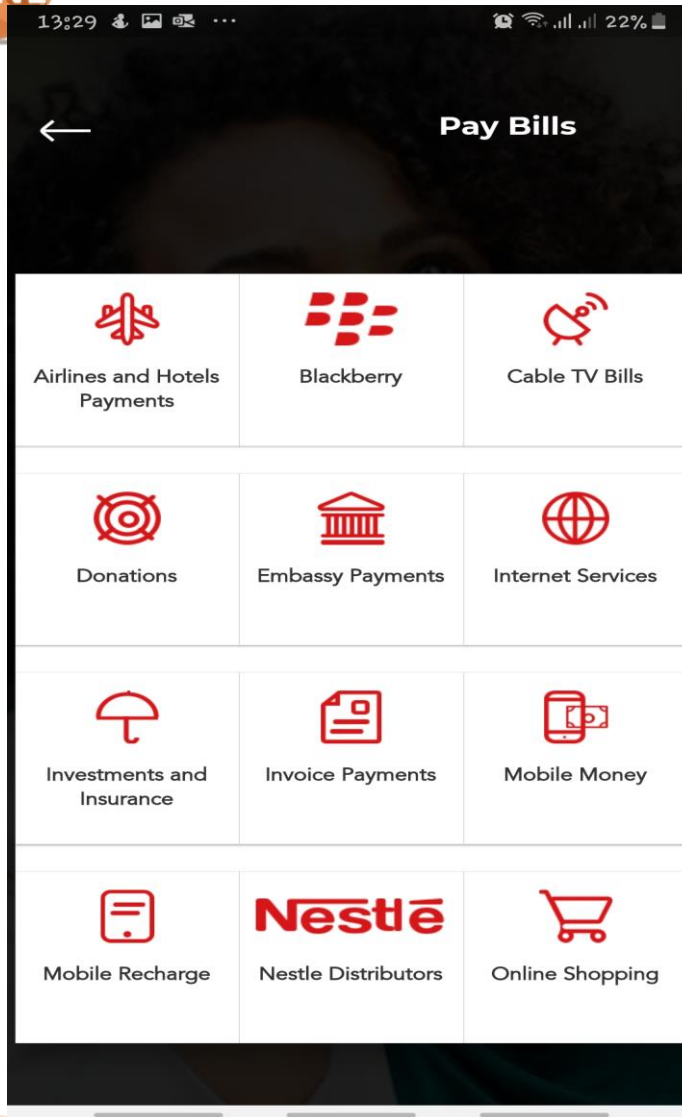 13:29 22%
Pay Bills
Airlines and Hotels
Payments
Blackberry
Cable TV Bills
Donations
Embassy Payments
Internet Services
Investments and
Insurance
Invoice Payments
Mobile Money
Nestlé
Mobile Recharge
Nestle Distributors
Online Shopping